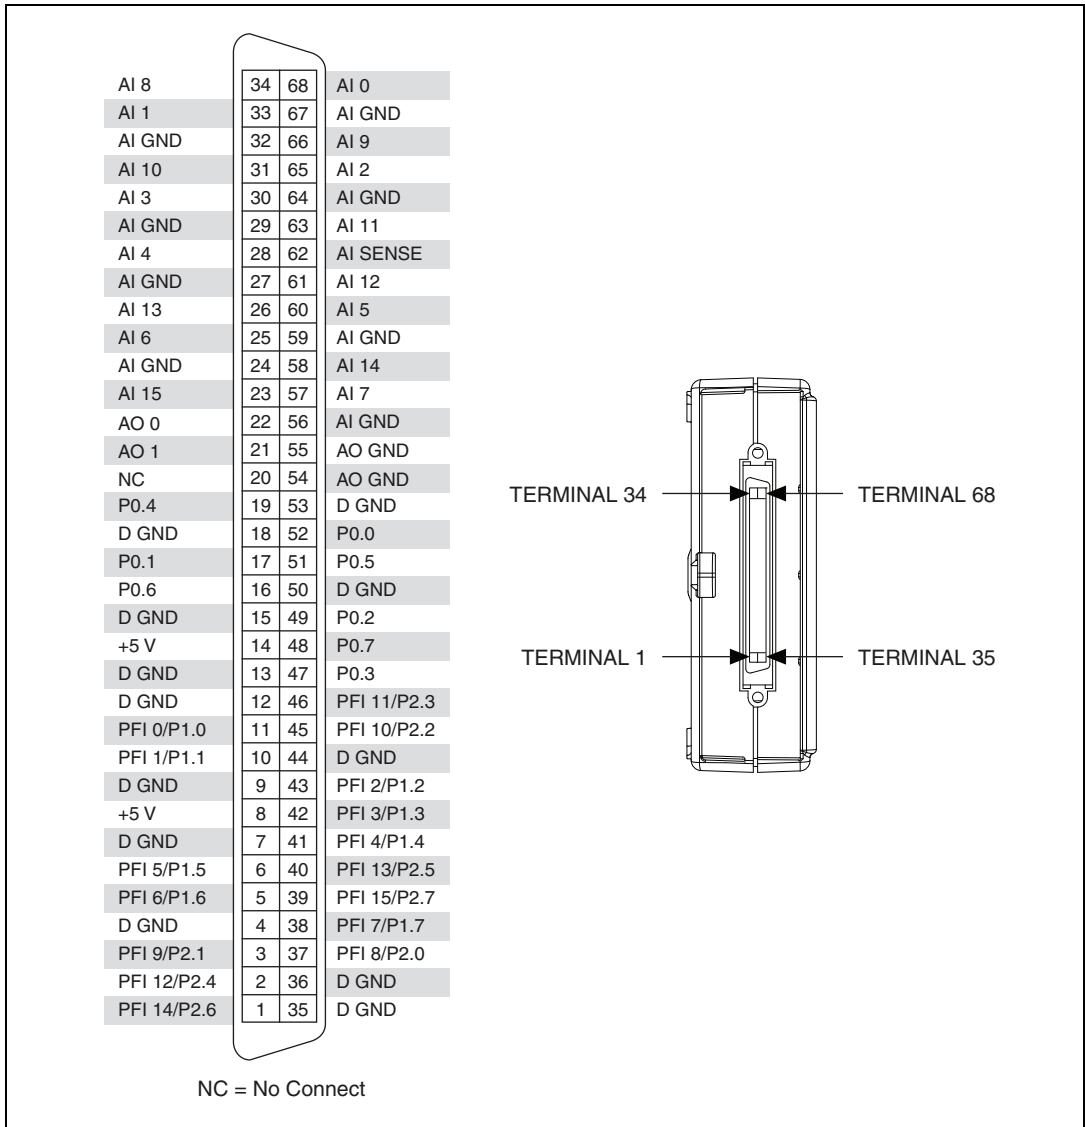 AI 8 34 68 AI 0
AI 1 33 67 AI GND
AI GND 32 66 AI 9
AI 10 31 65 AI 2
AI 3 30 64 AI GND
AI GND 29 63 AI 11
AI 4 28 62 AI SENSE
AI GND 27 61 AI 12
AI 13 26 60 AI 5
AI 6 25 59 AI GND
AI GND 24 58 AI 14
AI 15 23 57 AI 7
AO 0 22 56 AI GND
AO 1 21 55 AO GND
NC 20 54 AO GND
P0.4 19 53 D GND
D GND 18 52 P0.0
P0.1 17 51 P0.5
P0.6 16 50 D GND
D GND 15 49 P0.2
+5 V 14 48 P0.7
D GND 13 47 P0.3
D GND 12 46 PFI 11/P2.3
PFI 0/P1.0 11 45 PFI 10/P2.2
PFI 1/P1.1 10 44 D GND
D GND 9 43 PFI 2/P1.2
+5 V 8 42 PFI 3/P1.3
D GND 7 41 PFI 4/P1.4
PFI 5/P1.5 6 40 PFI 13/P2.5
PFI 6/P1.6 5 39 PFI 15/P2.7
D GND 4 38 PFI 7/P1.7
PFI 9/P2.1 3 37 PFI 8/P2.0
PFI 12/P2.4 2 36 D GND
PFI 14/P2.6 1 35 D GND
NC = No Connect
TERMINAL 34 TERMINAL 68
TERMINAL 1 TERMINAL 35